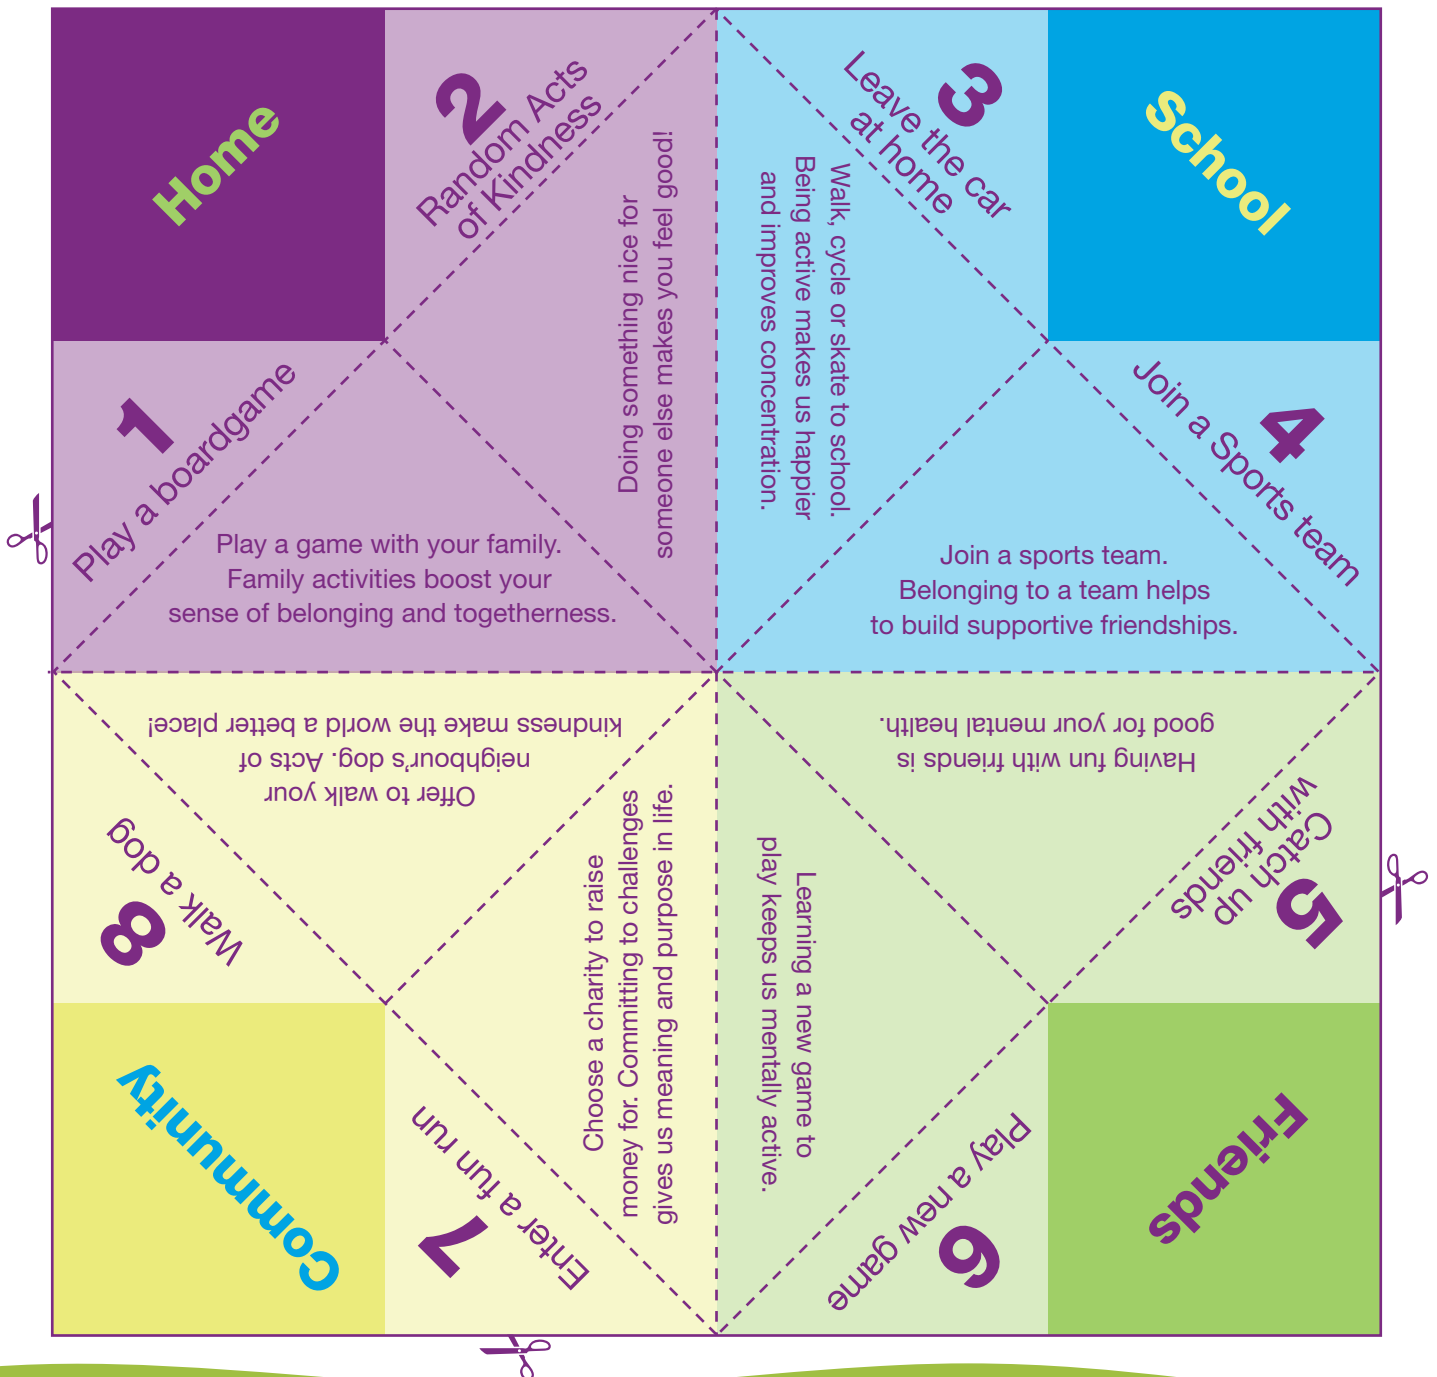 Home
2
Random Acts
of Kindness
Doing something nice for
someone else makes you feel good!
1
Play a boardgame
Play a game with your family.
Family activities boost your
sense of belonging and togetherness.
3
Leave the car
at home
Walk, cycle or skate to school.
Being active makes us happier
and improves concentration.
School
4
Join a Sports team
Join a sports team.
Belonging to a team helps
to build supportive friendships.
5
Catch up
with friends
Having fun with friends is
good for your mental health.
Friends
6
Play a new game
Learning a new game to
play keeps us mentally active.
7
Enter a fun run
Choose a charity to raise
money for. Committing to challenges
gives us meaning and purpose in life.
Community
8
Walk a dog
Offer to walk your
neighbour's dog. Acts of
kindness make the world a better place!